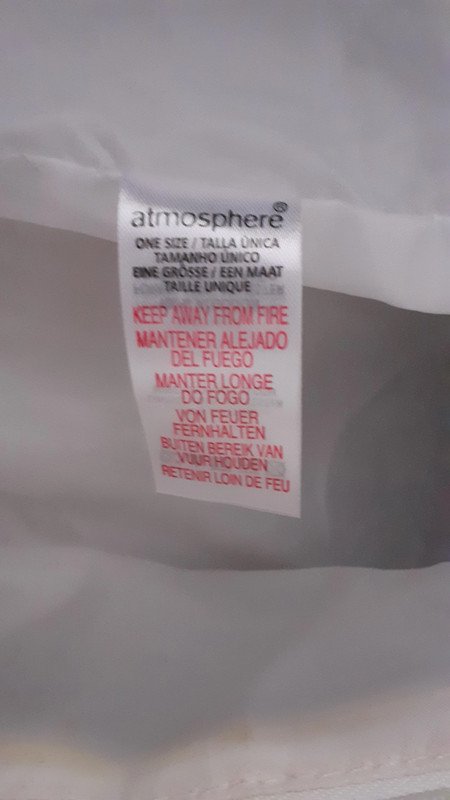 atmosphere®
ONE SIZE / TALLA ÚNICA
TAMANHO ÚNICO
EINE GRÖSSE / EEN MAAT
TAILLE UNIQUE
KEEP AWAY FROM FIRE
MANTENER ALEJADO
DEL FUEGO
MANTER LONGE
DO FOGO
VON FEUER
FERNHALTEN
BUITEN BEREIK VAN
VUUR HOUDEN
RETENIR LOIN DE FEU